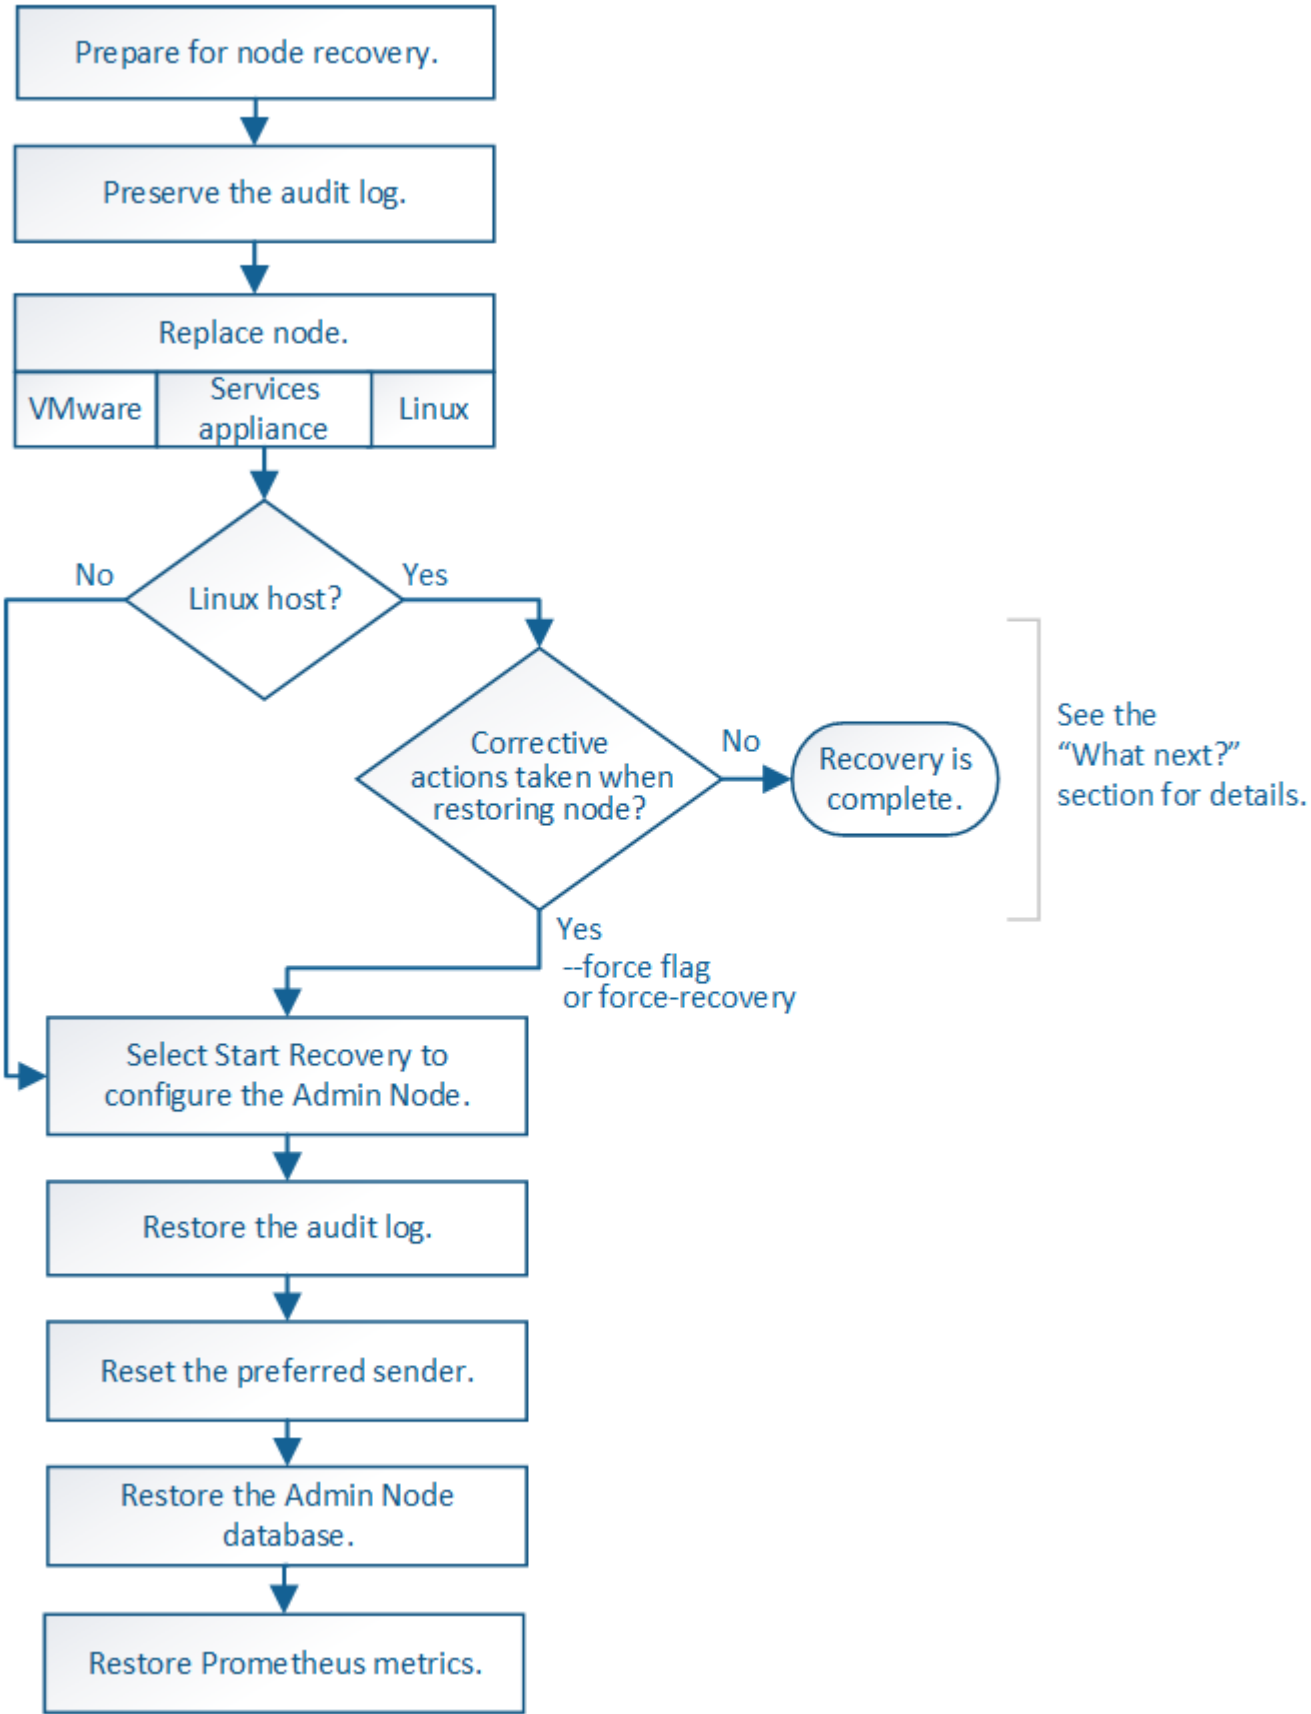 Prepare for node recovery.
Preserve the audit log.
Replace node.
VMware
Services
appliance
Linux
No
Yes
Linux host?
Corrective
actions taken when
restoring node?
No
Recovery is
complete.
See the
“What next?”
section for details.
Yes
--force flag
or force-recovery
Select Start Recovery to
configure the Admin Node.
Restore the audit log.
Reset the preferred sender.
Restore the Admin Node
database.
Restore Prometheus metrics.